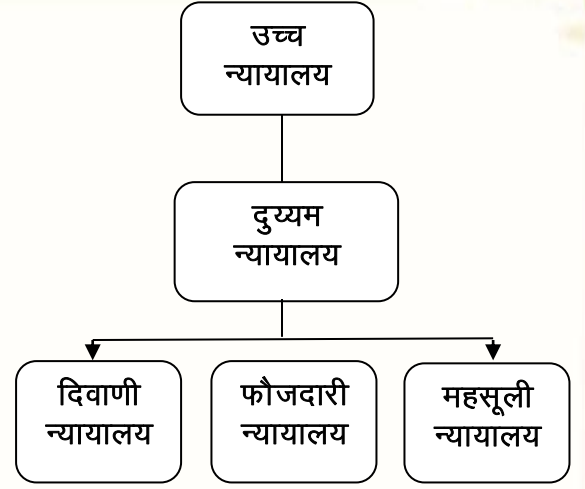 उच्च
न्यायालय
दुय्यम
न्यायालय
दिवाणी
न्यायालय
फौजदारी
न्यायालय
महसूली
न्यायालय